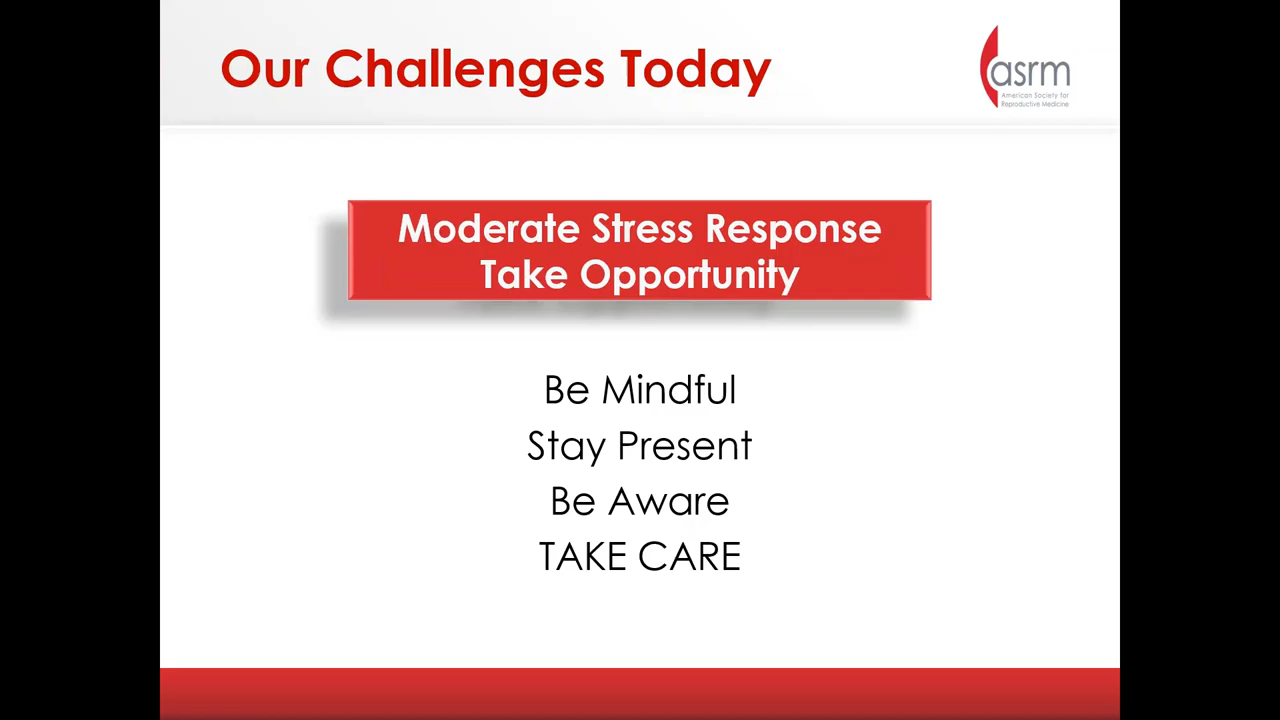 Our Challenges Today
asrm
American Society for
Reproductive Medicine
Moderate Stress Response
Take Opportunity
Be Mindful
Stay Present
Be Aware
TAKE CARE